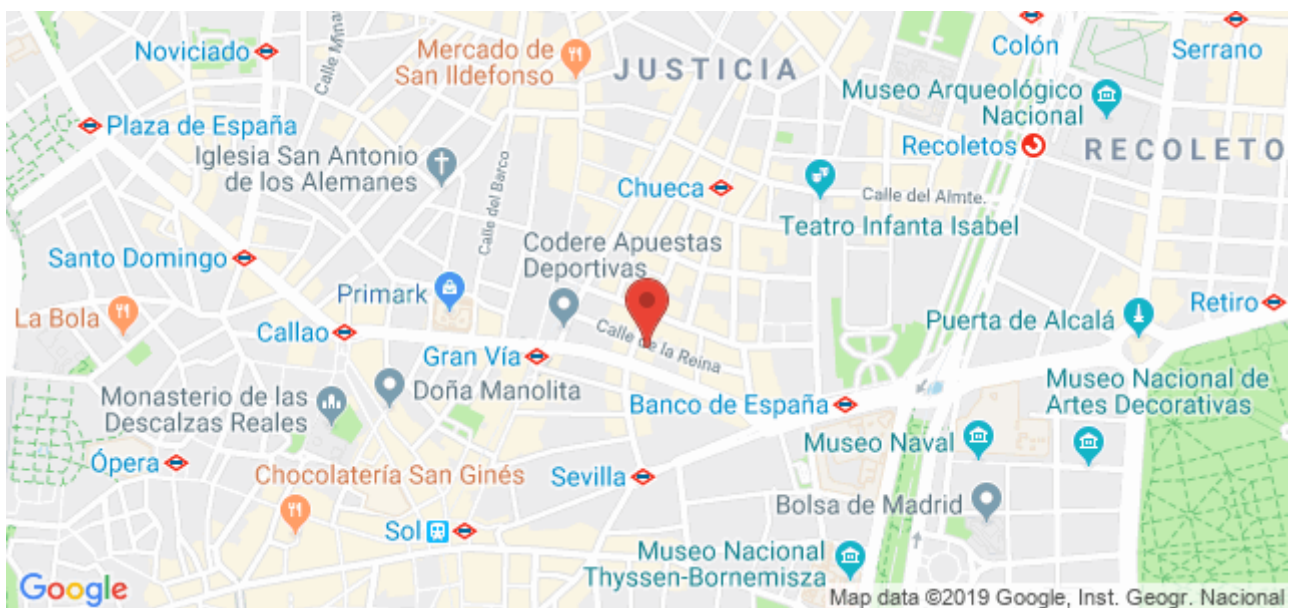 Noviciado
Calle Mina
Mercado de
San Ildefonso
JUSTICIA
Colón
Serrano
Museo Arqueológico
Nacional
Plaza de España
Iglesia San Antonio
de los Alemanes
Calle del Barco
Chueca
Recoletos
RECOLETO
Calle del Almte.
Teatro Infanta Isabel
Santo Domingo
Codere Apuestas
Deportivas
Primark
La Bola
Callao
Calle de la Reina
Retiro
Puerta de Alcalá
Gran Vía
Monasterio de las
Descalzas Reales
Doña Manolita
Banco de España
Museo Nacional de
Artes Decorativas
Museo Naval
Ópera
Chocolatería San Ginés
Sevilla
Bolsa de Madrid
Sol
Museo Nacional
Thyssen-Bornemisza
Google
Map data ©2019 Google, Inst. Geogr. Nacional